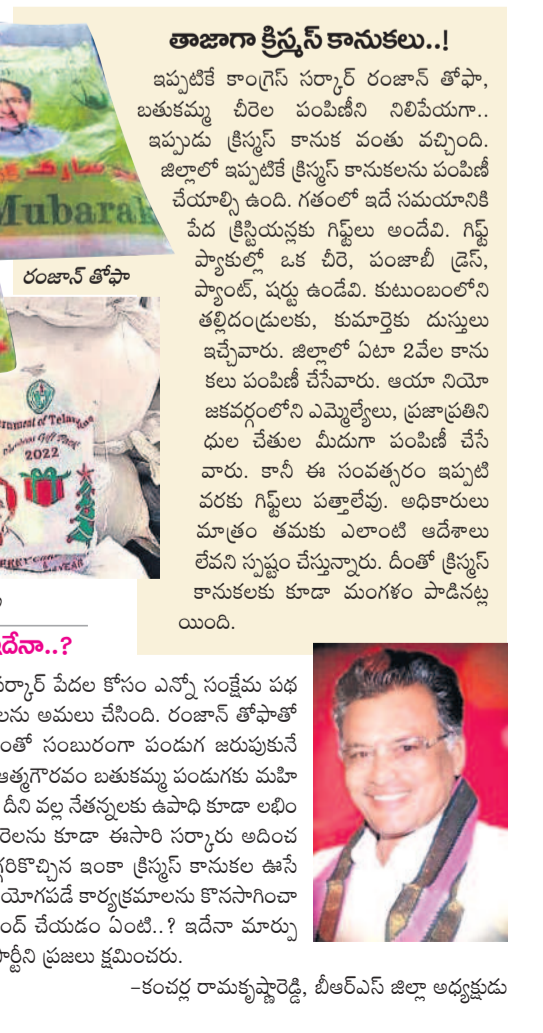 తాజాగా క్రిస్మస్ కానుకలు..!
ఇప్పటికే కాంగ్రెస్ సర్కార్ రంజాన్ తోఫా,
బతుకమ్మ చీరెల పంపిణీని నిలిపేయగా..
ఇప్పుడు క్రిస్మస్ కానుక వంతు వచ్చింది.
జిల్లాలో ఇప్పటికే క్రిస్మస్ కానుకలను పంపిణీ
చేయాల్సి ఉంది. గతంలో ఇదే సమయానికి
పేద క్రిస్టియన్లకు గిఫ్ట్‌లు అందేవి. గిఫ్ట్
ప్యాకుల్లో ఒక చీరె, పంజాబీ డ్రెస్,
ప్యాంట్, షర్టు ఉండేవి. కుటుంబంలోని
తల్లిదండ్రులకు, కుమార్తెకు దుస్తులు
ఇచ్చేవారు. జిల్లాలో ఏటా 2వేల కాను
కలు పంపిణీ చేసేవారు. ఆయా నియో
జకవర్గంలోని ఎమ్మెల్యేలు, ప్రజాప్రతిని
ధుల చేతుల మీదుగా పంపిణీ చేసే
వారు. కానీ ఈ సంవత్సరం ఇప్పటి
వరకు గిఫ్ట్‌లు పత్తాలేవు. అధికారులు
మాత్రం తమకు ఎలాంటి ఆదేశాలు
లేవని స్పష్టం చేస్తున్నారు. దీంతో క్రిస్మస్
కానుకలకు కూడా మంగళం పాడినట్ల
యింది.
Mubarak
రంజాన్ తోఫా
Christmas Gift Pack
2022
దేనా..?
సర్కార్ పేదల కోసం ఎన్నో సంక్షేమ పథ
లను అమలు చేసింది. రంజాన్ తోఫాతో
ంతో సంబురంగా పండుగ జరుపుకునే
ఆత్మగౌరవం బతుకమ్మ పండుగకు మహి
దీని వల్ల నేతన్నలకు ఉపాధి కూడా లభిం
రెలను కూడా ఈసారి సర్కారు అదించ
గ్గరికొచ్చిన ఇంకా క్రిస్మస్ కానుకల ఊసే
యోగపడే కార్యక్రమాలను కొనసాగించా
ంద్ చేయడం ఏంటి..? ఇదేనా మార్పు
పార్టీని ప్రజలు క్షమించరు.
-కంచర్ల రామకృష్ణారెడ్డి, బీఆర్ఎస్ జిల్లా అధ్యక్షుడు